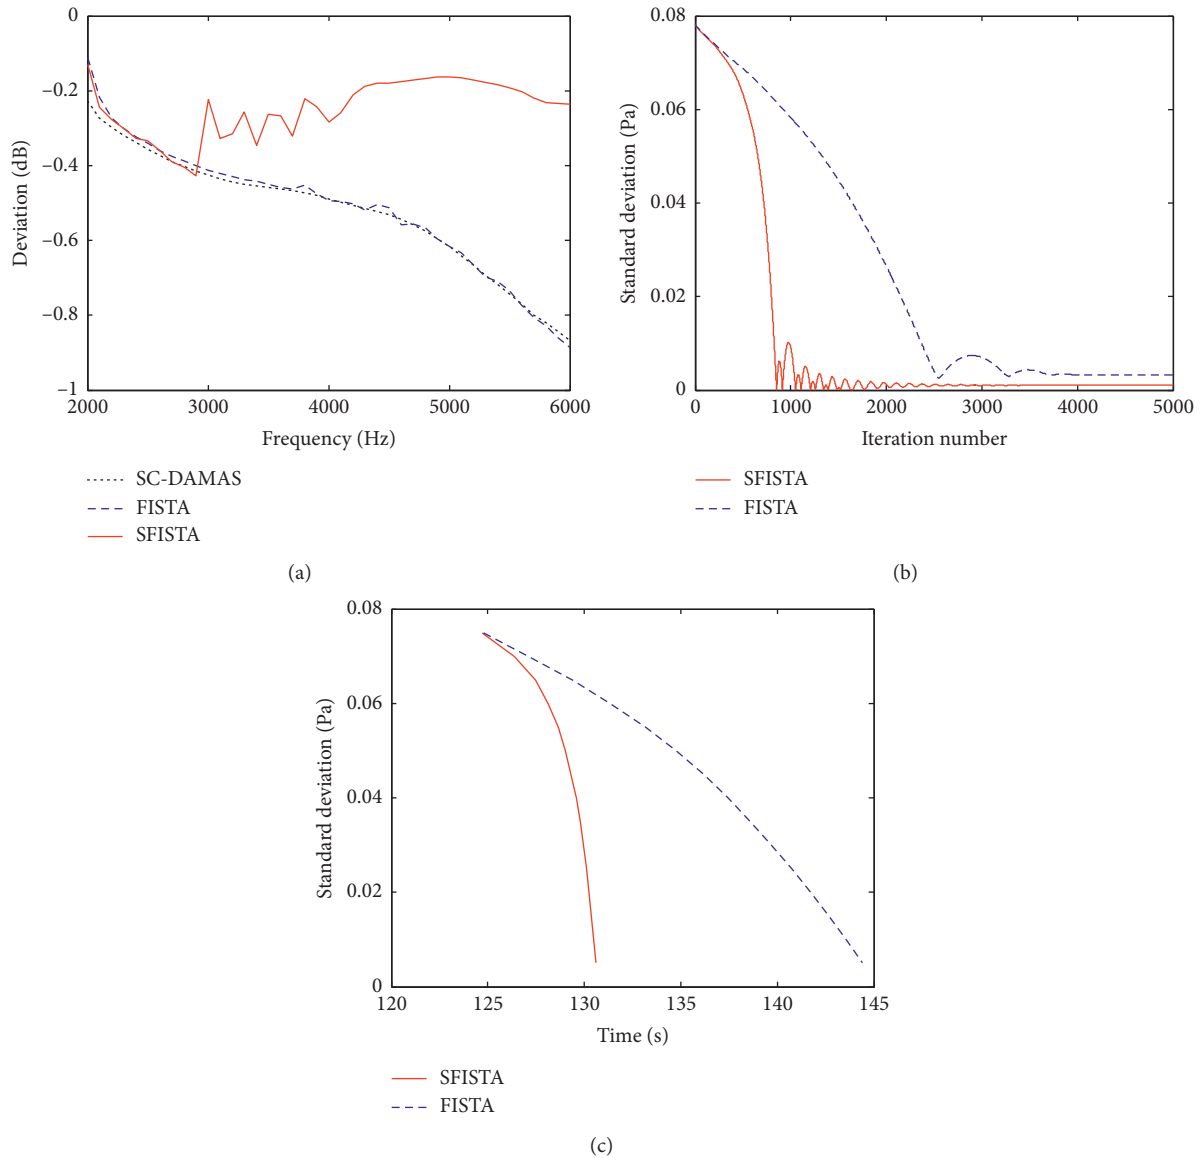 0
−0.2
−0.4
−0.6
−0.8
−1
Deviation (dB)
2000 3000 4000 5000 6000
Frequency (Hz)
SC-DAMAS
FISTA
SFISTA
(a)
0.08
0.06
0.04
0.02
0
Standard deviation (Pa)
0 1000 2000 3000 4000 5000
Iteration number
SFISTA
FISTA
(b)
0.08
0.06
0.04
0.02
0
Standard deviation (Pa)
120 125 130 135 140 145
Time (s)
SFISTA
FISTA
(c)